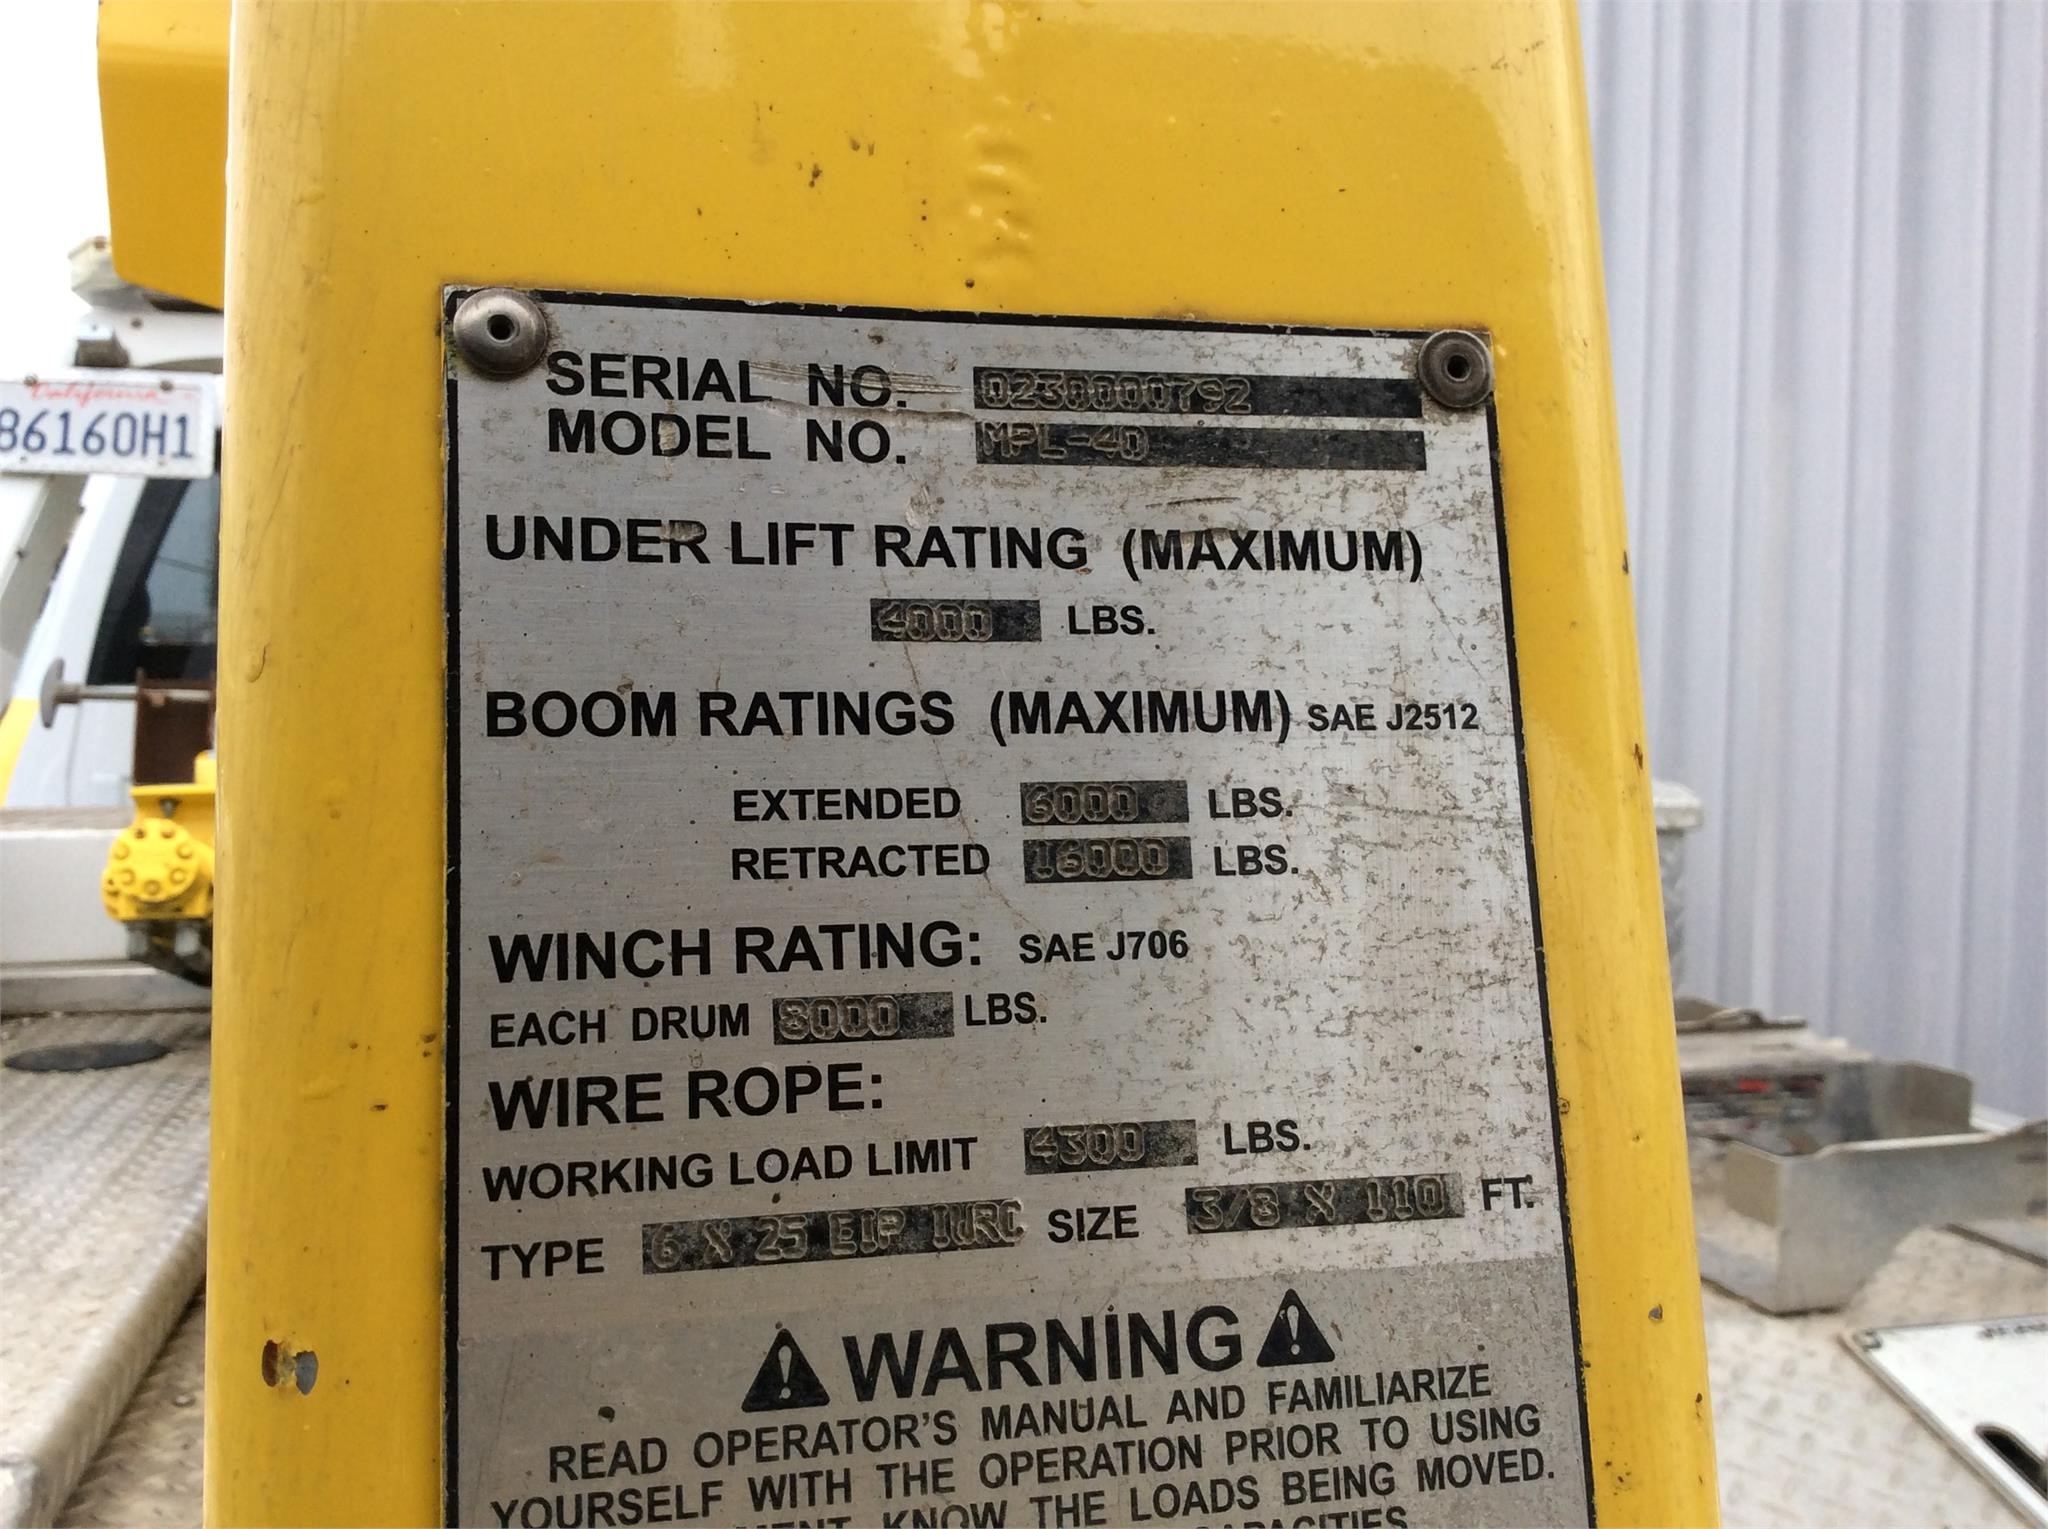 California
86160H1
SERIAL NO. 0230000792
MODEL NO. MPL-40
UNDER LIFT RATING (MAXIMUM)
4000 LBS.
BOOM RATINGS (MAXIMUM) SAE J2512
EXTENDED 6000 LBS.
RETRACTED 16000 LBS.
WINCH RATING: SAE J706
EACH DRUM 8000 LBS.
WIRE ROPE:
WORKING LOAD LIMIT 4300 LBS.
TYPE 6 X 25 EIP IWRC SIZE 3/8 X 110 FT.
WARNING
READ OPERATOR'S MANUAL AND FAMILIARIZE
YOURSELF WITH THE OPERATION PRIOR TO USING
KNOW THE LOADS BEING MOVED.